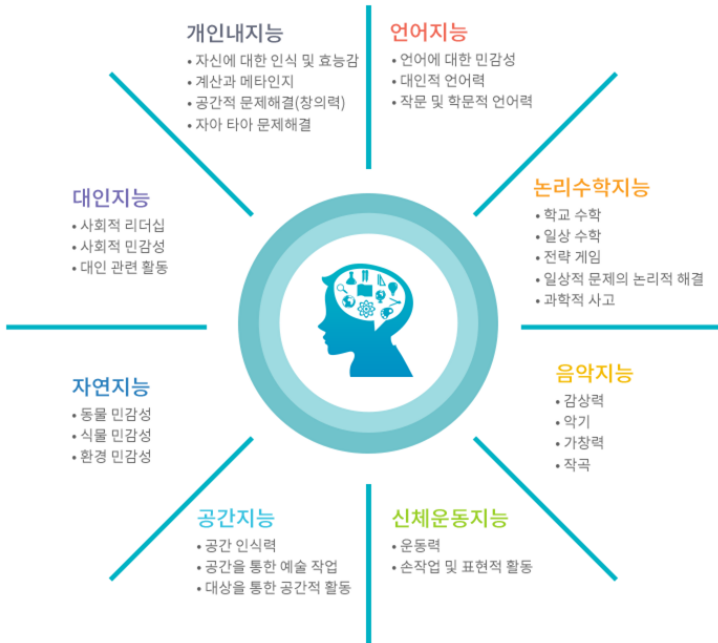 개인내지능
• 자신에 대한 인식 및 효능감
• 계산과 메타인지
• 공간적 문제해결(창의력)
• 자아 타아 문제해결
언어지능
• 언어에 대한 민감성
• 대인적 언어력
• 작문 및 학문적 언어력
대인지능
• 사회적 리더십
• 사회적 민감성
• 대인 관련 활동
논리수학지능
• 학교 수학
• 일상 수학
• 전략 게임
• 일상적 문제의 논리적 해결
• 과학적 사고
자연지능
• 동물 민감성
• 식물 민감성
• 환경 민감성
음악지능
• 감상력
• 악기
• 가창력
• 작곡
공간지능
• 공간 인식력
• 공간을 통한 예술 작업
• 대상을 통한 공간적 활동
신체운동지능
• 운동력
• 손작업 및 표현적 활동